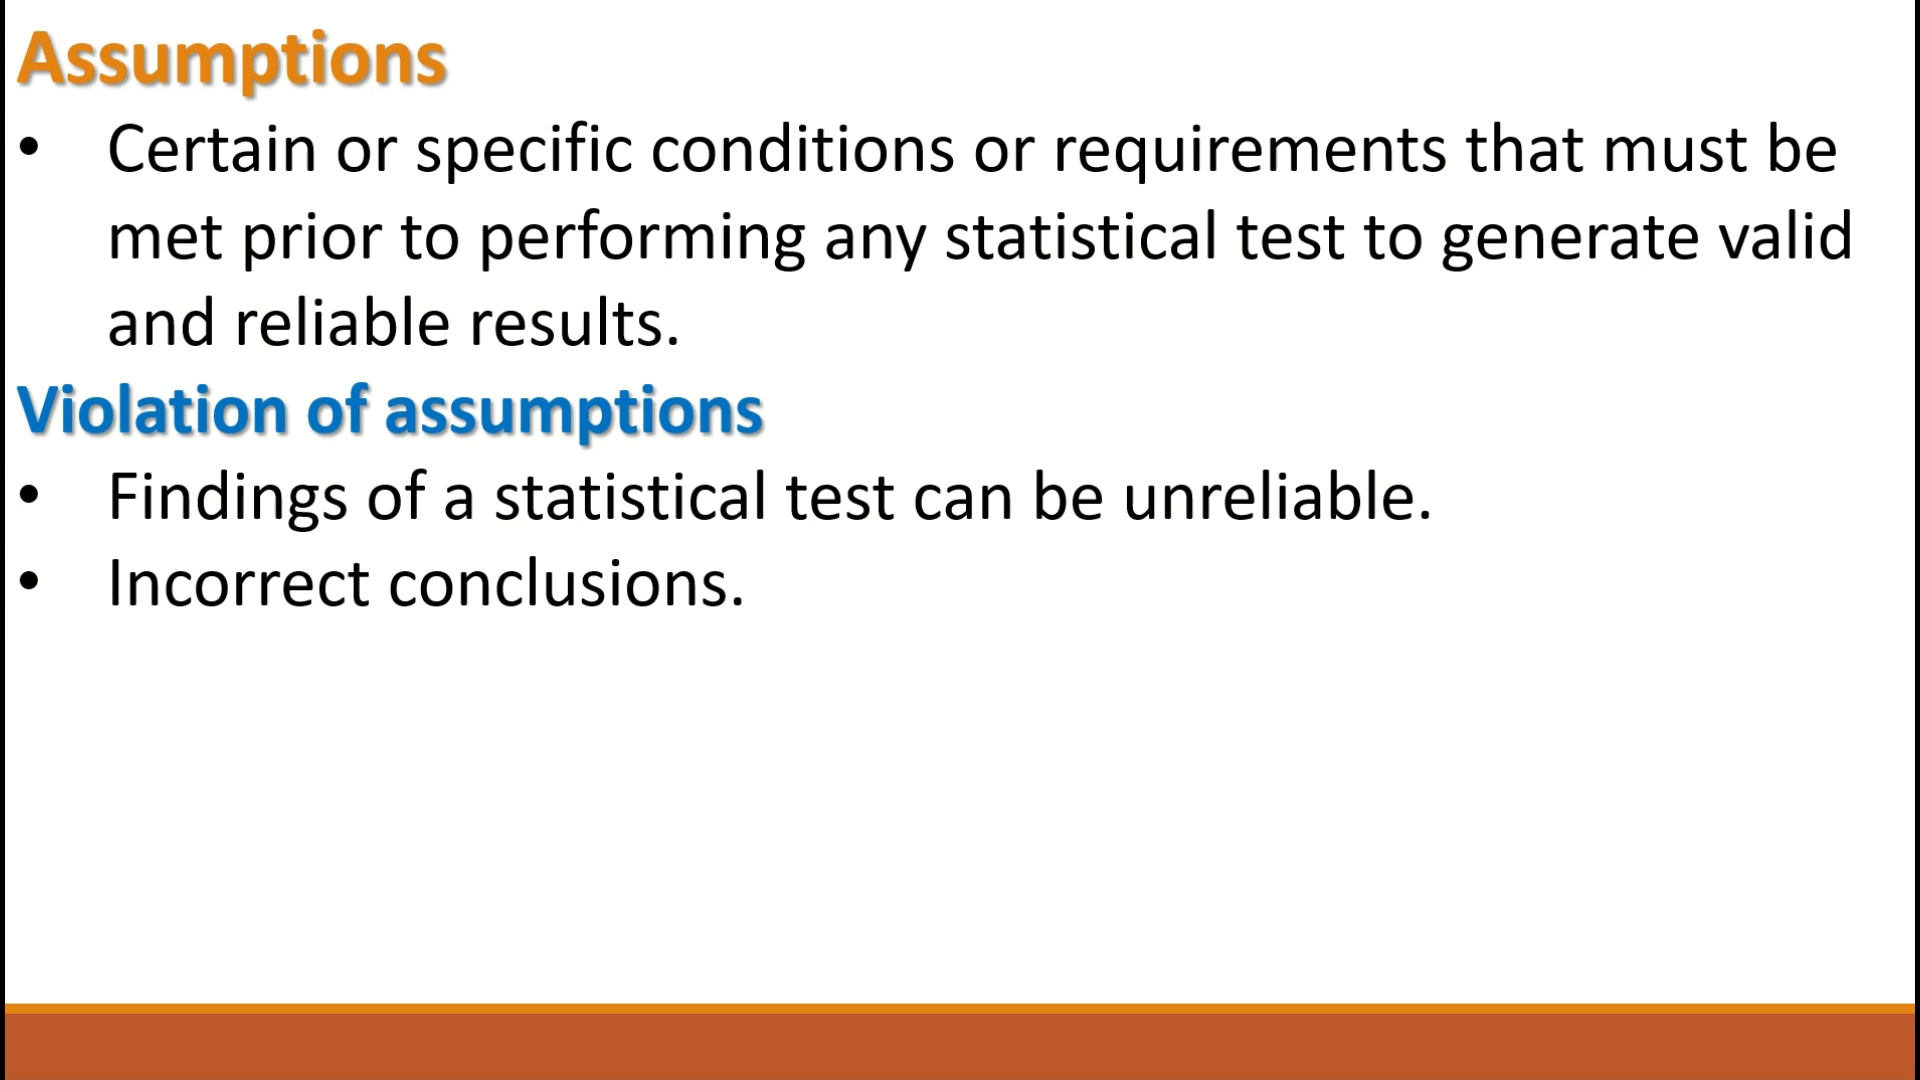 Assumptions
• Certain or specific conditions or requirements that must be
met prior to performing any statistical test to generate valid
and reliable results.
Violation of assumptions
• Findings of a statistical test can be unreliable.
• Incorrect conclusions.